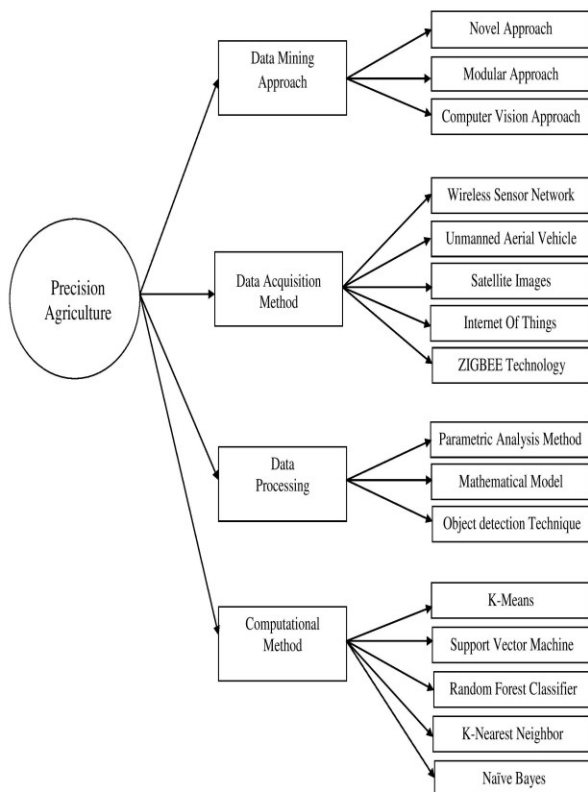 Precision
Agriculture
Data Mining
Approach
Novel Approach
Modular Approach
Computer Vision Approach
Data Acquisition
Method
Wireless Sensor Network
Unmanned Aerial Vehicle
Satellite Images
Internet Of Things
ZIGBEE Technology
Data
Processing
Parametric Analysis Method
Mathematical Model
Object detection Technique
Computational
Method
K-Means
Support Vector Machine
Random Forest Classifier
K-Nearest Neighbor
Naïve Bayes